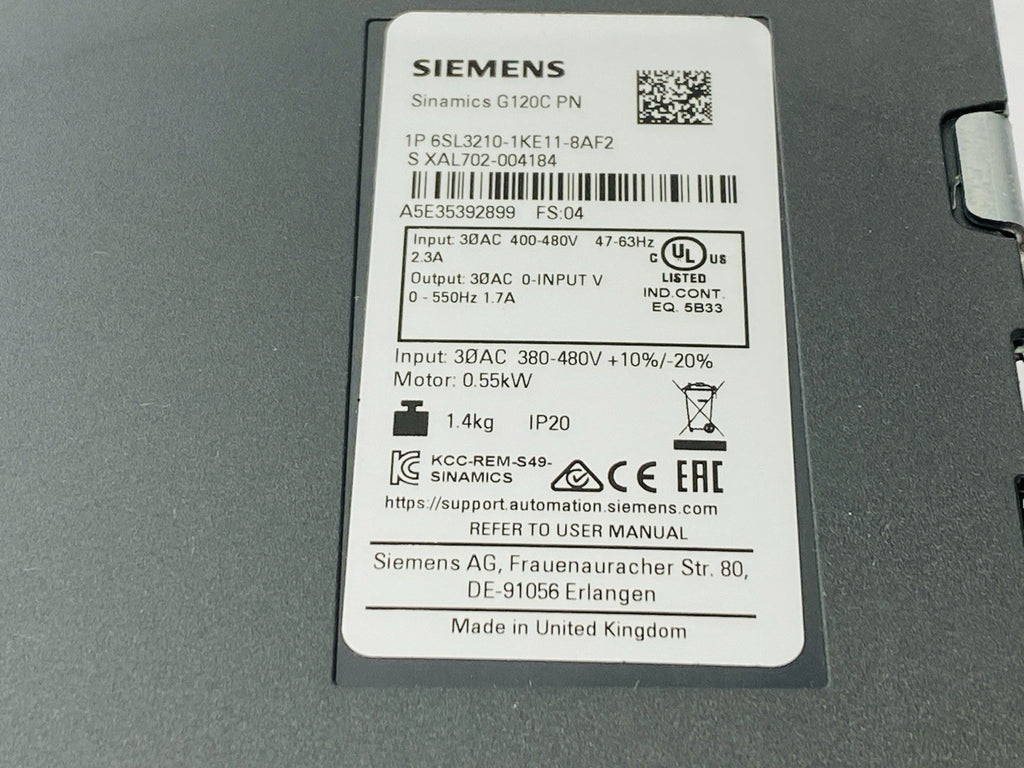 SIEMENS
Sinamics G120C PN
1P 6SL3210-1KE11-8AF2
S XAL702-004184
A5E35392899 FS:04
Input: 3ØAC 400-480V 47-63Hz
2.3A
Output: 3ØAC 0-INPUT V
0 - 550Hz 1.7A
C UL US
LISTED
IND.CONT.
EQ. 5B33
Input: 3ØAC 380-480V +10%/-20%
Motor: 0.55kW
1.4kg IP20
KCC-REM-S49-
SINAMICS
CE EAC
https://support.automation.siemens.com
REFER TO USER MANUAL
Siemens AG, Frauenauracher Str. 80,
DE-91056 Erlangen
Made in United Kingdom